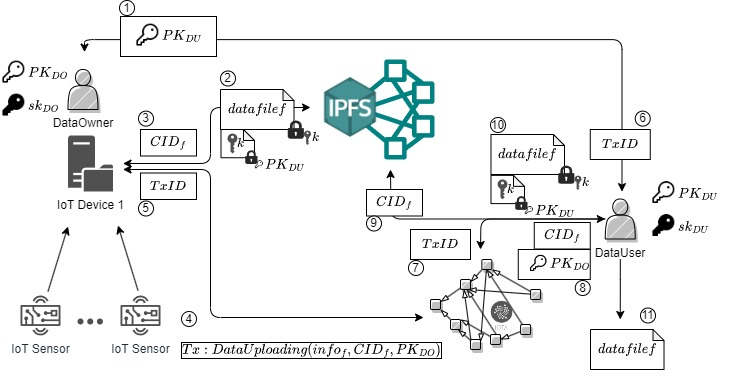 ①
PK_DU
PK_DO
sk_DO
DataOwner
②
datafilef
k
k
PK_DU
IPFS
③
CID_f
TxID
⑤
IoT Device 1
⑥
TxID
⑩
datafilef
k
k
PK_DU
PK_DU
sk_DU
DataUser
CID_f
⑨
TxID
⑦
CID_f
PK_DO
⑧
IOTA
④
IoT Sensor
IoT Sensor
Tx : DataUploading(info_f, CID_f, PK_DO)
⑪
datafilef